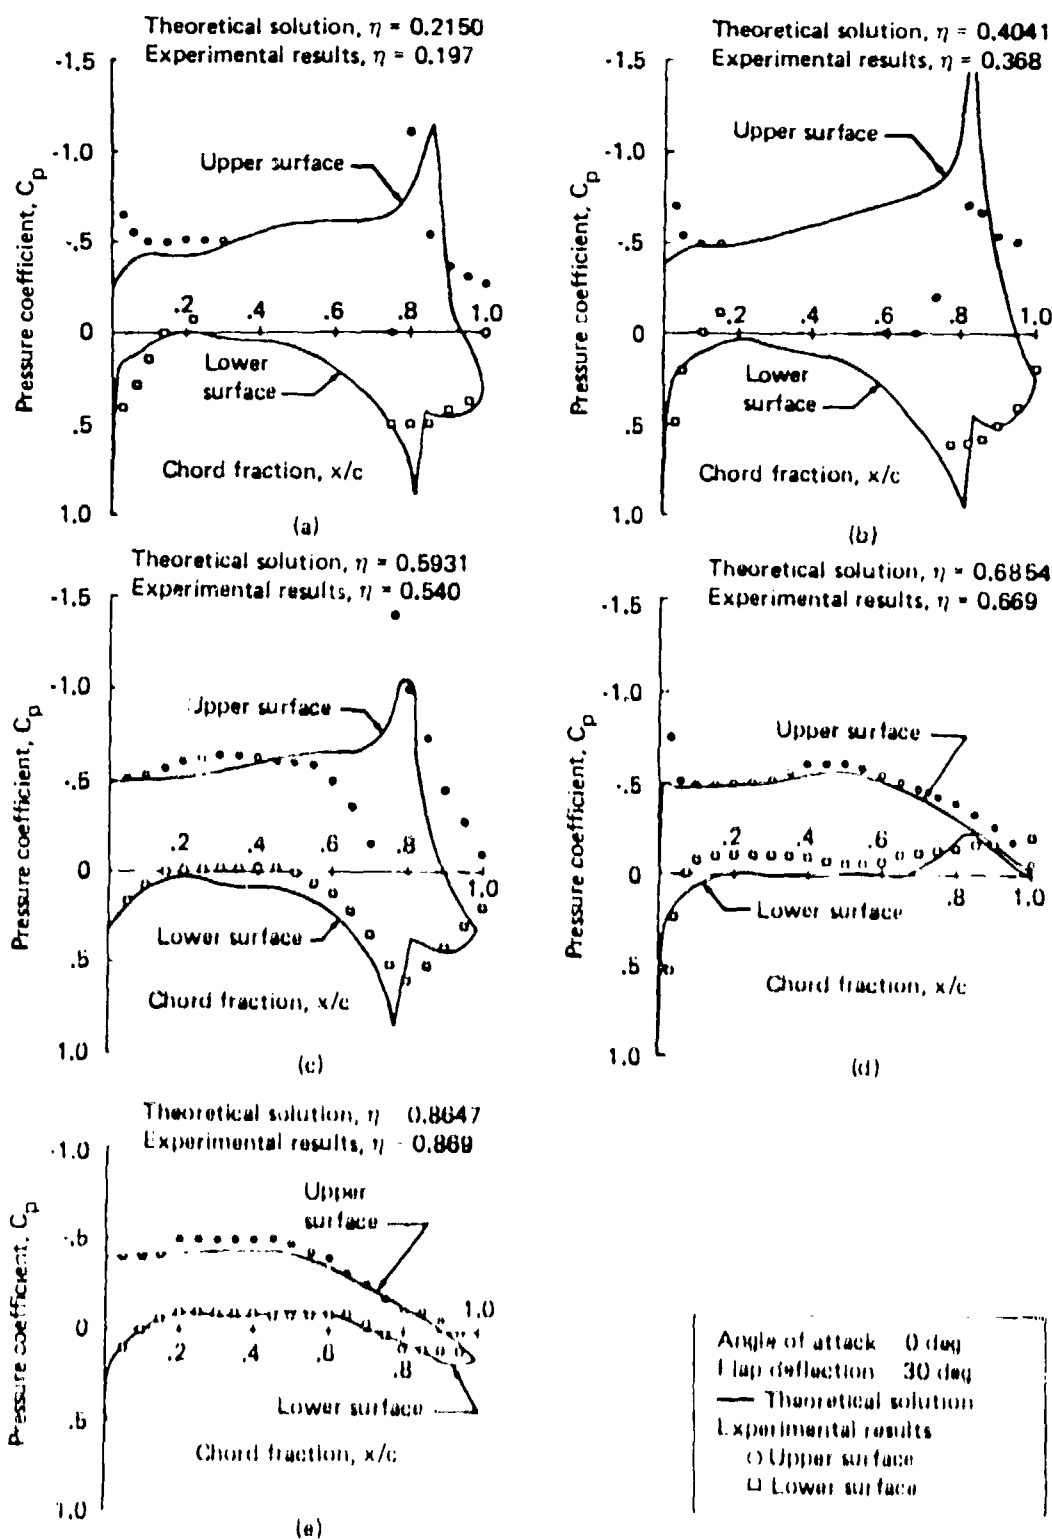 Theoretical solution, η = 0.2150
Experimental results, η = 0.197
-1.5
-1.0
-.5
0
.5
1.0
Pressure coefficient, Cp
Upper surface
.2 .4 .6 .8 1.0
Lower
surface
Chord fraction, x/c
(a)
Theoretical solution, η = 0.4041
Experimental results, η = 0.368
-1.5
-1.0
-.5
0
.5
1.0
Pressure coefficient, Cp
Upper surface
.2 .4 .6 .8 1.0
Lower
surface
Chord fraction, x/c
(b)
Theoretical solution, η = 0.5931
Experimental results, η = 0.540
-1.5
-1.0
-.5
0
.5
1.0
Pressure coefficient, Cp
Upper surface
.2 .4 .6 .8 1.0
Lower surface
Chord fraction, x/c
(c)
Theoretical solution, η = 0.6854
Experimental results, η = 0.669
-1.5
-1.0
-.5
0
.5
1.0
Pressure coefficient, Cp
Upper surface
.2 .4 .6 .8 1.0
Lower surface
Chord fraction, x/c
(d)
Theoretical solution, η 0.8647
Experimental results, η 0.869
-1.0
-.5
0
.5
1.0
Pressure coefficient, Cp
Upper
surface
.2 .4 .6 .8 1.0
Lower surface
Chord fraction, x/c
(e)
Angle of attack 0 deg
Flap deflection 30 deg
Theoretical solution
Experimental results
Upper surface
Lower surface